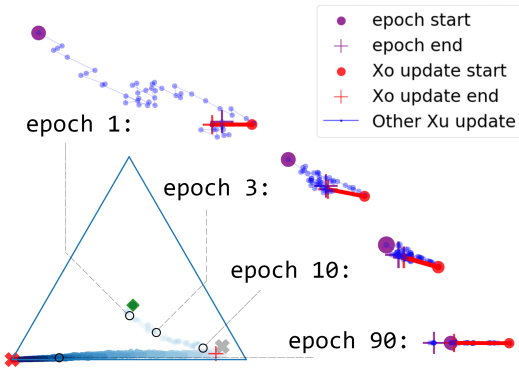 epoch start
epoch end
Xo update start
Xo update end
Other Xu update
epoch 1:
epoch 3:
epoch 10:
epoch 90: